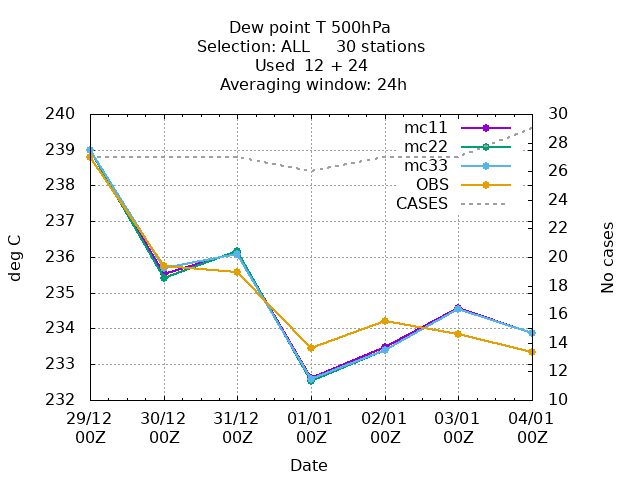 Dew point T 500hPa
Selection: ALL     30 stations
Used  12 + 24
Averaging window: 24h
240
239
238
237
236
235
234
233
232
deg C
30
28
26
24
22
20
18
16
14
12
10
No cases
mc11
mc22
mc33
OBS
CASES
29/12 30/12 31/12 01/01 02/01 03/01 04/01
00Z 00Z 00Z 00Z 00Z 00Z 00Z
Date